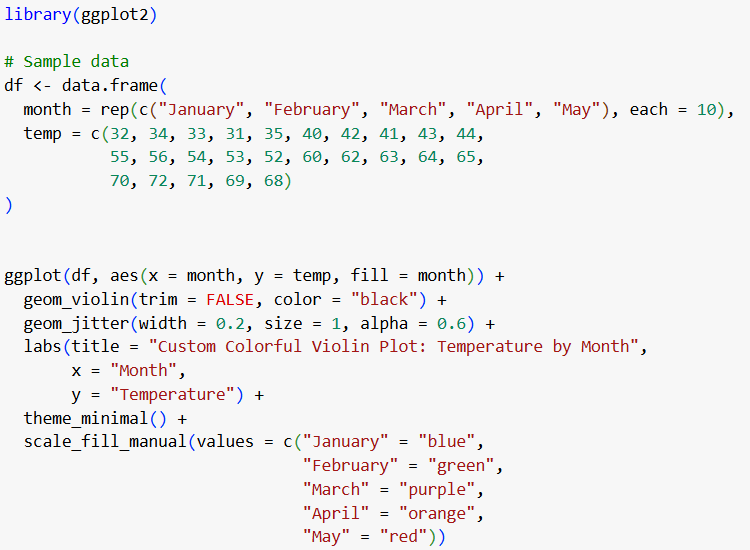 library(ggplot2)
# Sample data
df <- data.frame(
  month = rep(c("January", "February", "March", "April", "May"), each = 10),
  temp = c(32, 34, 33, 31, 35, 40, 42, 41, 43, 44,
           55, 56, 54, 53, 52, 60, 62, 63, 64, 65,
           70, 72, 71, 69, 68)
)
ggplot(df, aes(x = month, y = temp, fill = month)) +
  geom_violin(trim = FALSE, color = "black") +
  geom_jitter(width = 0.2, size = 1, alpha = 0.6) +
  labs(title = "Custom Colorful Violin Plot: Temperature by Month",
       x = "Month",
       y = "Temperature") +
  theme_minimal() +
  scale_fill_manual(values = c("January" = "blue",
                               "February" = "green",
                               "March" = "purple",
                               "April" = "orange",
                               "May" = "red"))